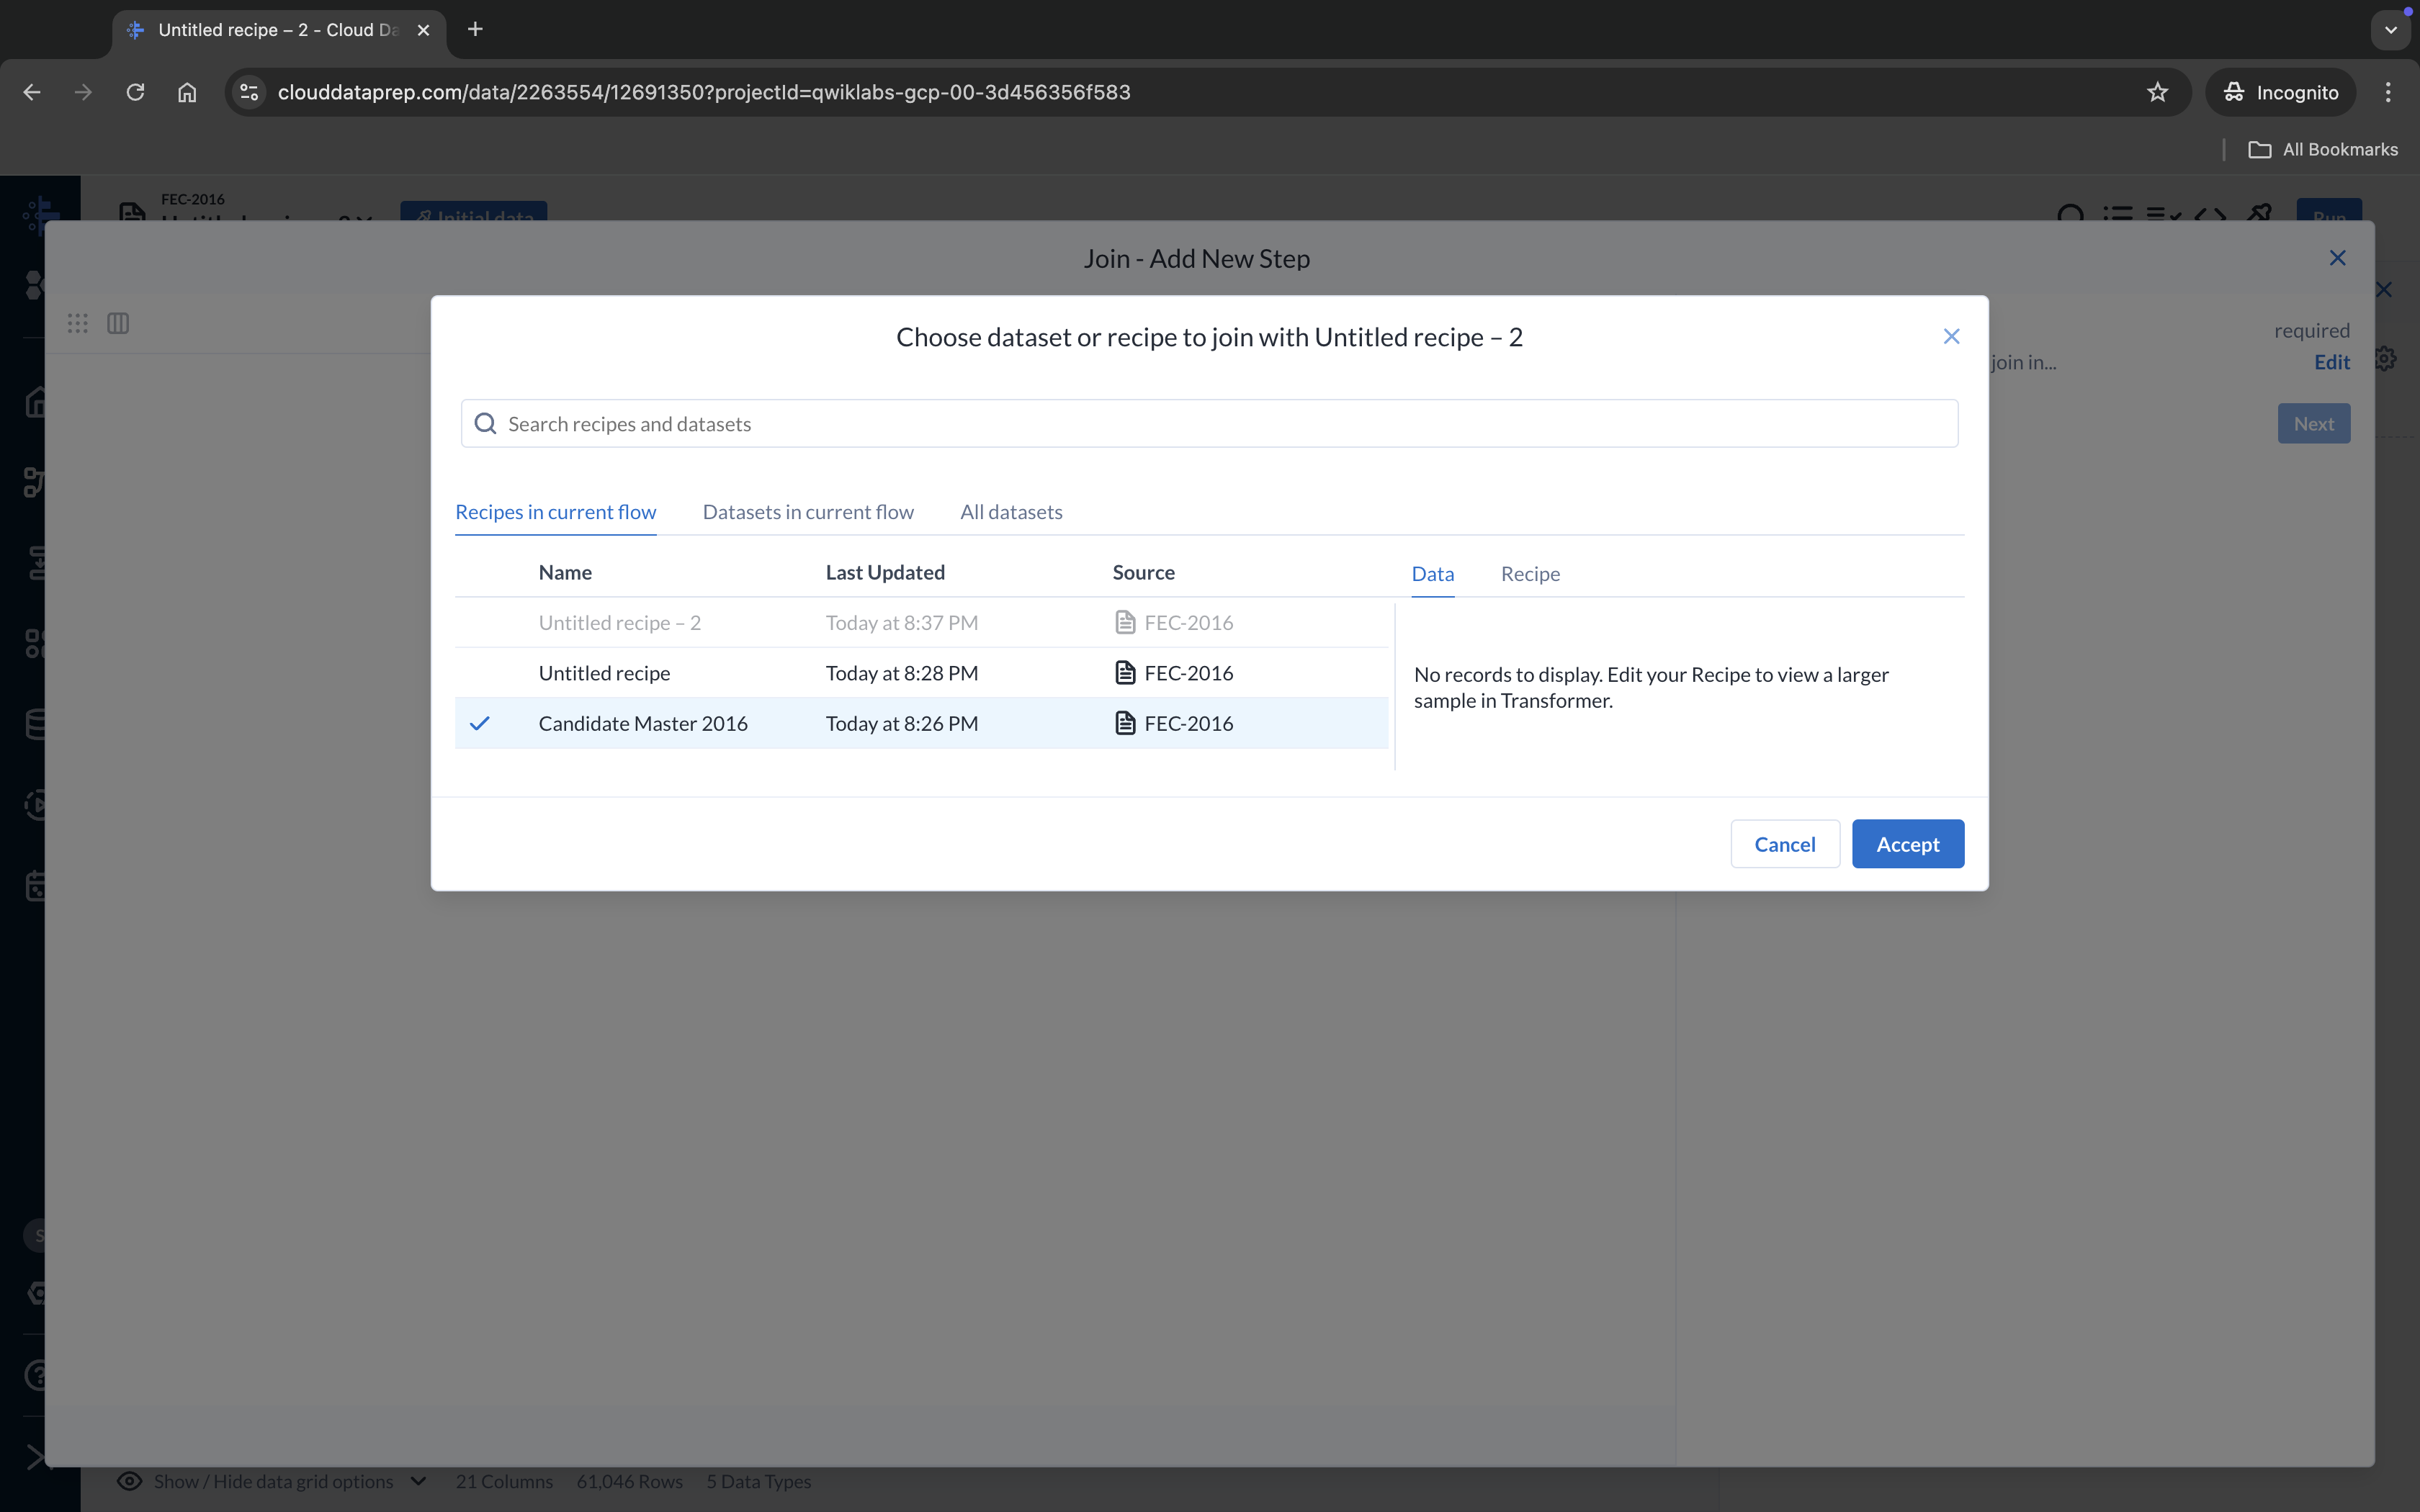 Untitled recipe – 2 - Cloud Da
clouddataprep.com/data/2263554/12691350?projectId=qwiklabs-gcp-00-3d456356f583
Incognito
All Bookmarks
FEC-2016
Initial data
Run
Join - Add New Step
required
join in...
Edit
Next
Choose dataset or recipe to join with Untitled recipe – 2
Search recipes and datasets
Recipes in current flow Datasets in current flow All datasets
Name Last Updated Source Data Recipe
Untitled recipe – 2 Today at 8:37 PM FEC-2016
Untitled recipe Today at 8:28 PM FEC-2016
Candidate Master 2016 Today at 8:26 PM FEC-2016
No records to display. Edit your Recipe to view a larger
sample in Transformer.
Cancel Accept
Show / Hide data grid options 21 Columns 61,046 Rows 5 Data Types